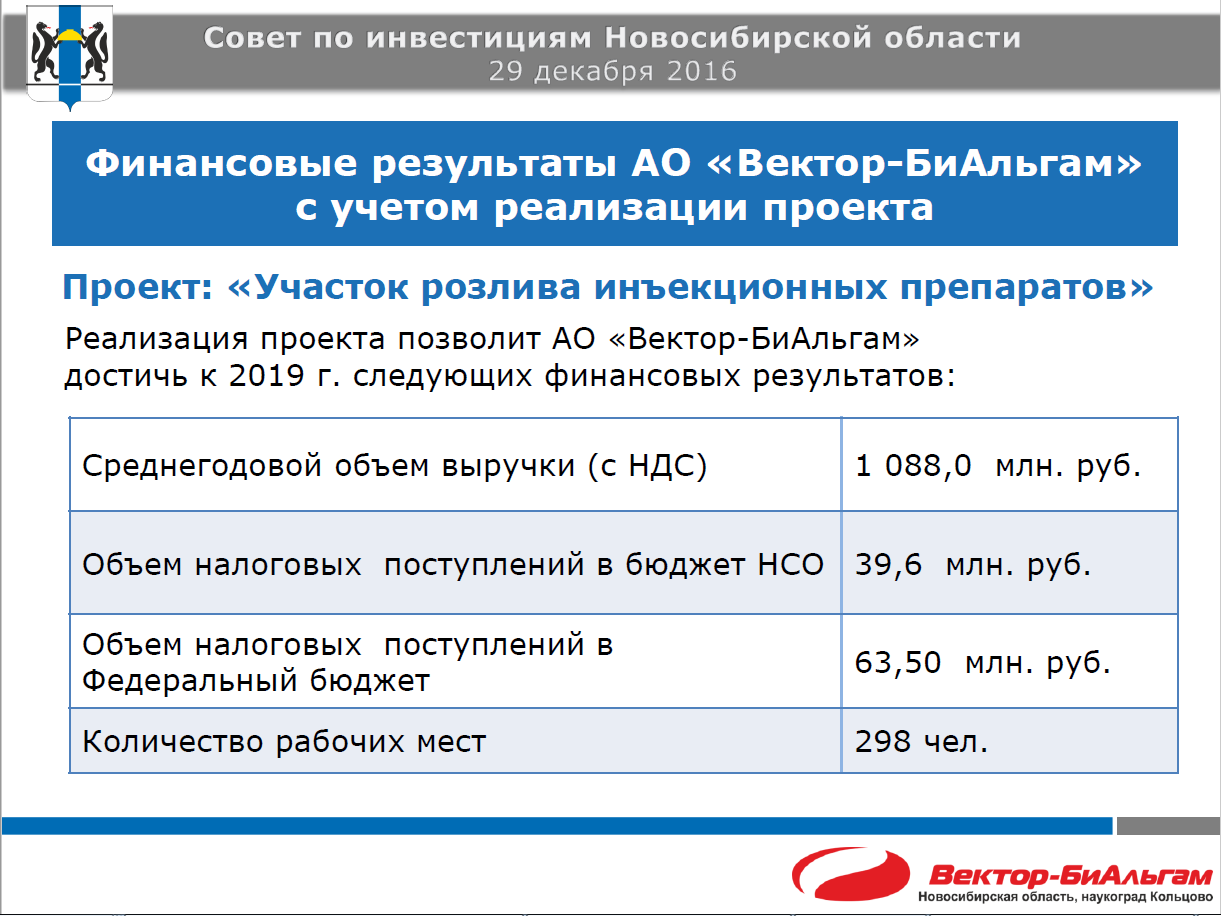 Совет по инвестициям Новосибирской области
29 декабря 2016
Финансовые результаты АО «Вектор-БиАльгам»
с учетом реализации проекта
Проект: «Участок розлива инъекционных препаратов»
Реализация проекта позволит АО «Вектор-БиАльгам»
достичь к 2019 г. следующих финансовых результатов:
Среднегодовой объем выручки (с НДС) 1 088,0 млн. руб.
Объем налоговых поступлений в бюджет НСО 39,6 млн. руб.
Объем налоговых поступлений в
Федеральный бюджет 63,50 млн. руб.
Количество рабочих мест 298 чел.
Вектор-БиАльгам
Новосибирская область, наукоград Кольцово